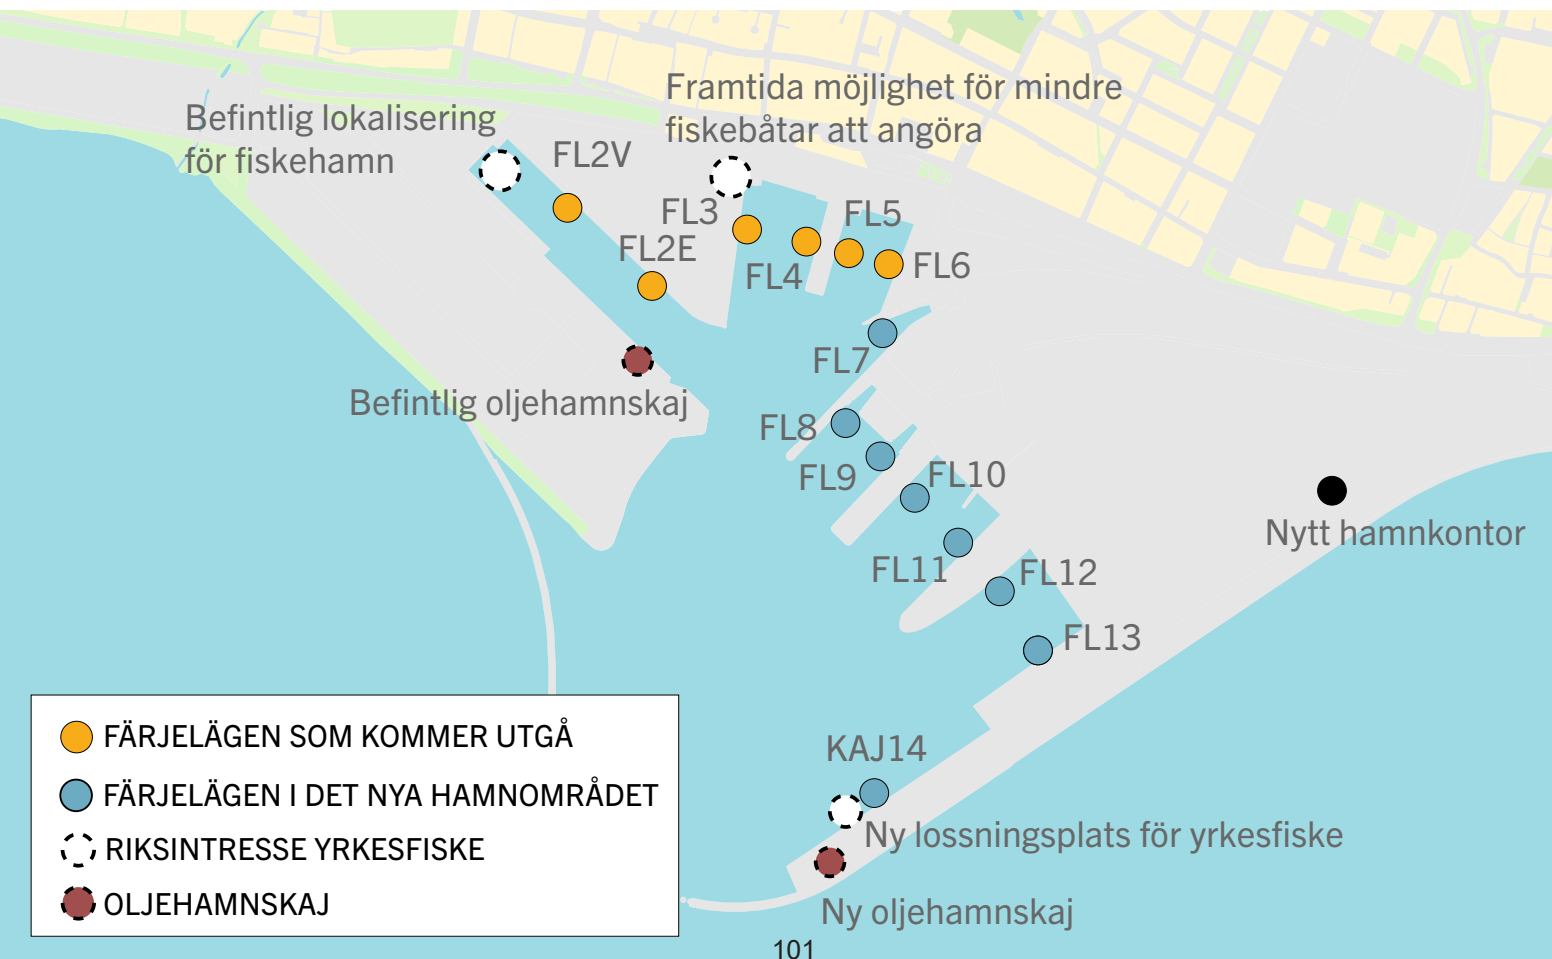 Framtida möjlighet för mindre
fiskebåtar att angöra
Befintlig lokalisering
för fiskehamn
FL2V
FL3
FL5
FL2E
FL4
FL6
FL7
Befintlig oljehamnskaj
FL8
FL9
FL10
Nytt hamnkontor
FL11
FL12
FL13
KAJ14
Ny lossningsplats för yrkesfiske
Ny oljehamnskaj
FÄRJELÄGEN SOM KOMMER UTGÅ
FÄRJELÄGEN I DET NYA HAMNOMRÅDET
RIKSINTRESSE YRKESFISKE
OLJEHAMNSKAJ
101